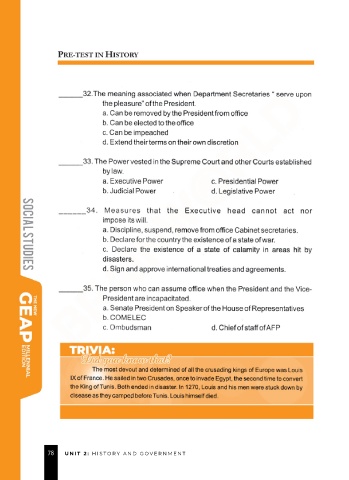 PRE-TEST IN HISTORY
______32.The meaning associated when Department Secretaries " serve upon
the pleasure" of the President.
a. Can be removed by the President from office
b. Can be elected to the office
c. Can be impeached
d. Extend their terms on their own discretion
______33. The Power vested in the Supreme Court and other Courts established
by law.
a. Executive Power c. Presidential Power
b. Judicial Power d. Legislative Power
______34. Measures that the Executive head cannot act nor
impose its will.
a. Discipline, suspend, remove from office Cabinet secretaries.
b. Declare for the country the existence of a state of war.
c. Declare the existence of a state of calamity in areas hit by
disasters.
d. Sign and approve international treaties and agreements.
______35. The person who can assume office when the President and the Vice-
President are incapacitated.
a. Senate President on Speaker of the House of Representatives
b. COMELEC
c. Ombudsman d. Chief of staff of AFP
TRIVIA:
Did you know that?
The most devout and determined of all the crusading kings of Europe was Louis
IX of France. He sailed in two Crusades, once to invade Egypt, the second time to convert
the King of Tunis. Both ended in disaster. In 1270, Louis and his men were stuck down by
disease as they camped before Tunis. Louis himself died.
SOCIAL STUDIES
THE NEW
GEAP
MILLENNIAL
EDITION
78 UNIT 2: HISTORY AND GOVERNMENT